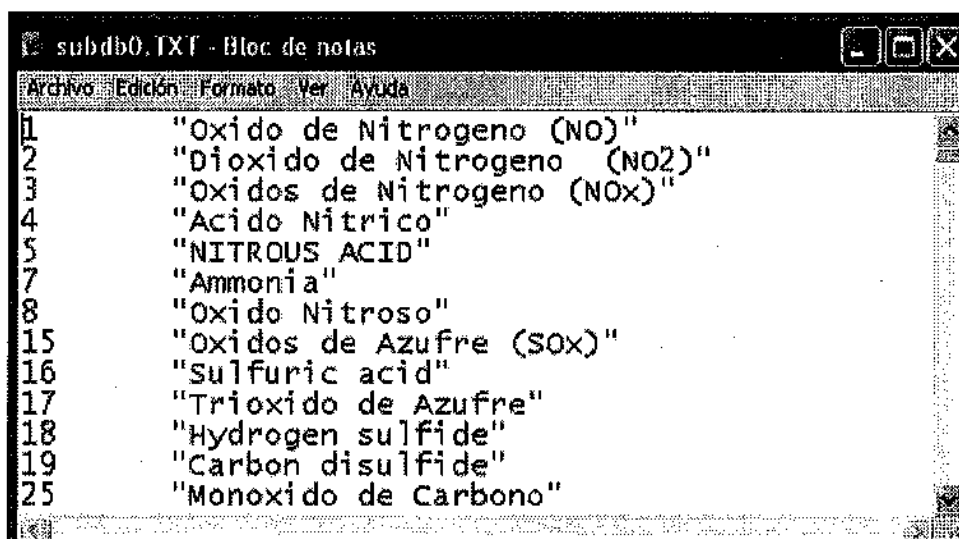 subdb0.TXT - Bloc de notas
Archivo Edición Formato Ver Ayuda
1 "Oxido de Nitrogeno (NO)"
2 "Dioxido de Nitrogeno (NO2)"
3 "Oxidos de Nitrogeno (NOx)"
4 "Acido Nitrico"
5 "NITROUS ACID"
7 "Ammonia"
8 "Oxido Nitroso"
15 "Oxidos de Azufre (SOx)"
16 "Sulfuric acid"
17 "Trioxido de Azufre"
18 "Hydrogen sulfide"
19 "Carbon disulfide"
25 "Monoxido de Carbono"